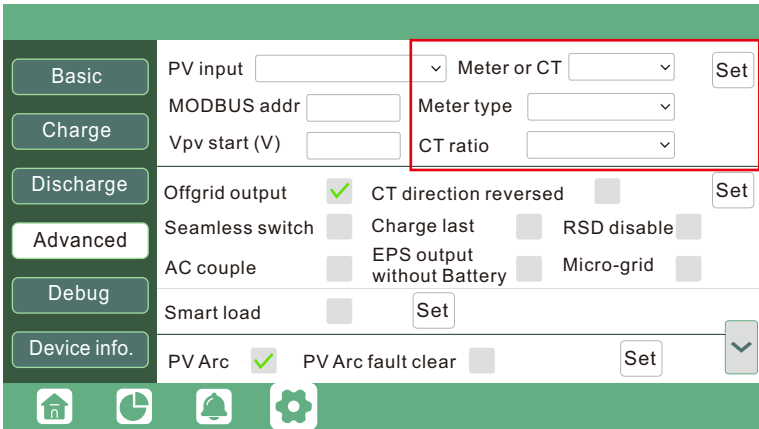 Basic
Charge
Discharge
Advanced
Debug
Device info.
PV input Meter or CT Set
MODBUS addr Meter type
Vpv start (V) CT ratio
Offgrid output CT direction reversed Set
Seamless switch Charge last RSD disable
AC couple EPS output without Battery Micro-grid
Smart load Set
PV Arc PV Arc fault clear Set